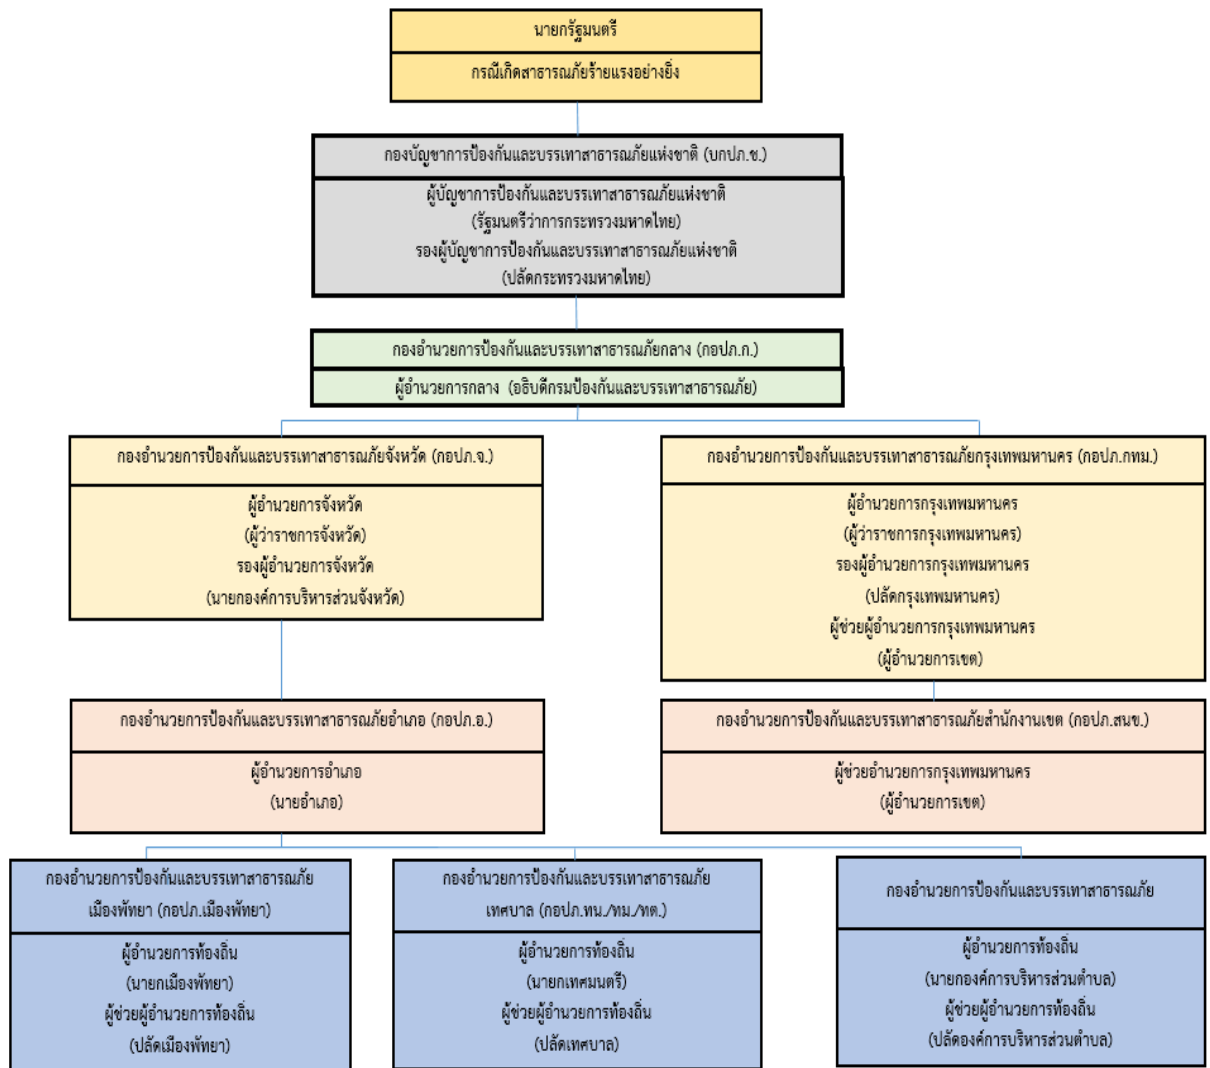 นายกรัฐมนตรี
กรณีเกิดสาธารณภัยร้ายแรงอย่างยิ่ง
กองบัญชาการป้องกันและบรรเทาสาธารณภัยแห่งชาติ (บกปภ.ช.)
ผู้บัญชาการป้องกันและบรรเทาสาธารณภัยแห่งชาติ
(รัฐมนตรีว่าการกระทรวงมหาดไทย)
รองผู้บัญชาการป้องกันและบรรเทาสาธารณภัยแห่งชาติ
(ปลัดกระทรวงมหาดไทย)
กองอำนวยการป้องกันและบรรเทาสาธารณภัยกลาง (กอปภ.ก.)
ผู้อำนวยการกลาง (อธิบดีกรมป้องกันและบรรเทาสาธารณภัย)
กองอำนวยการป้องกันและบรรเทาสาธารณภัยจังหวัด (กอปภ.จ.)
ผู้อำนวยการจังหวัด
(ผู้ว่าราชการจังหวัด)
รองผู้อำนวยการจังหวัด
(นายกองค์การบริหารส่วนจังหวัด)
กองอำนวยการป้องกันและบรรเทาสาธารณภัยกรุงเทพมหานคร (กอปภ.กทม.)
ผู้อำนวยการกรุงเทพมหานคร
(ผู้ว่าราชการกรุงเทพมหานคร)
รองผู้อำนวยการกรุงเทพมหานคร
(ปลัดกรุงเทพมหานคร)
ผู้ช่วยผู้อำนวยการกรุงเทพมหานคร
(ผู้อำนวยการเขต)
กองอำนวยการป้องกันและบรรเทาสาธารณภัยอำเภอ (กอปภ.อ.)
ผู้อำนวยการอำเภอ
(นายอำเภอ)
กองอำนวยการป้องกันและบรรเทาสาธารณภัยสำนักงานเขต (กอปภ.สนข.)
ผู้ช่วยอำนวยการกรุงเทพมหานคร
(ผู้อำนวยการเขต)
กองอำนวยการป้องกันและบรรเทาสาธารณภัย
เมืองพัทยา (กอปภ.เมืองพัทยา)
ผู้อำนวยการท้องถิ่น
(นายกเมืองพัทยา)
ผู้ช่วยผู้อำนวยการท้องถิ่น
(ปลัดเมืองพัทยา)
กองอำนวยการป้องกันและบรรเทาสาธารณภัย
เทศบาล (กอปภ.ทน./ทม./ทต.)
ผู้อำนวยการท้องถิ่น
(นายกเทศมนตรี)
ผู้ช่วยผู้อำนวยการท้องถิ่น
(ปลัดเทศบาล)
กองอำนวยการป้องกันและบรรเทาสาธารณภัย
ผู้อำนวยการท้องถิ่น
(นายกองค์การบริหารส่วนตำบล)
ผู้ช่วยผู้อำนวยการท้องถิ่น
(ปลัดองค์การบริหารส่วนตำบล)